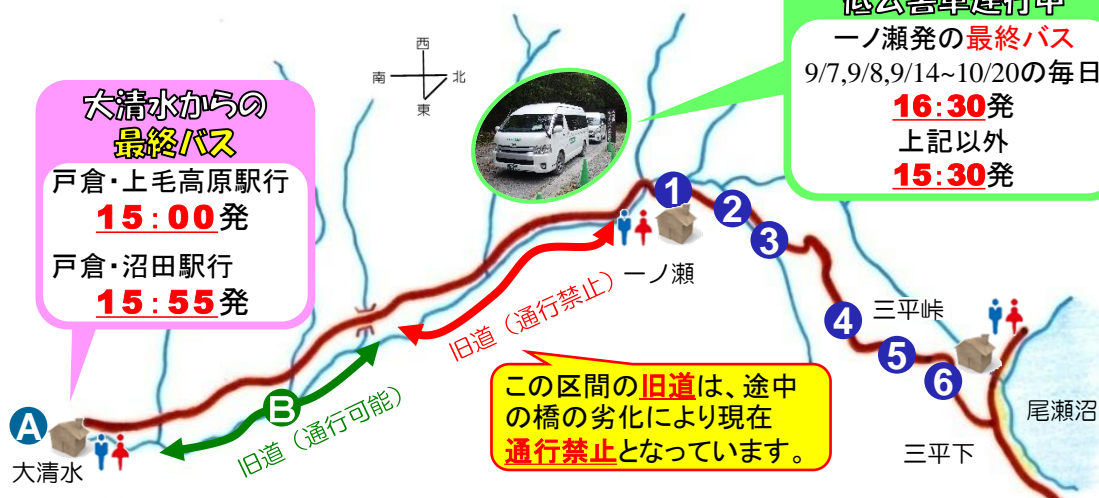 低公害車運行中
一ノ瀬発の最終バス
9/7,9/8,9/14~10/20の毎日
16:30発
上記以外
15:30発
西
南
北
東
大清水からの
最終バス
戸倉・上毛高原駅行
15:00発
戸倉・沼田駅行
15:55発
1
2
3
一ノ瀬
旧道（通行禁止）
4
三平峠
5
6
この区間の旧道は、途中
の橋の劣化により現在
通行禁止となっています。
A
B
旧道（通行可能）
大清水
尾瀬沼
三平下